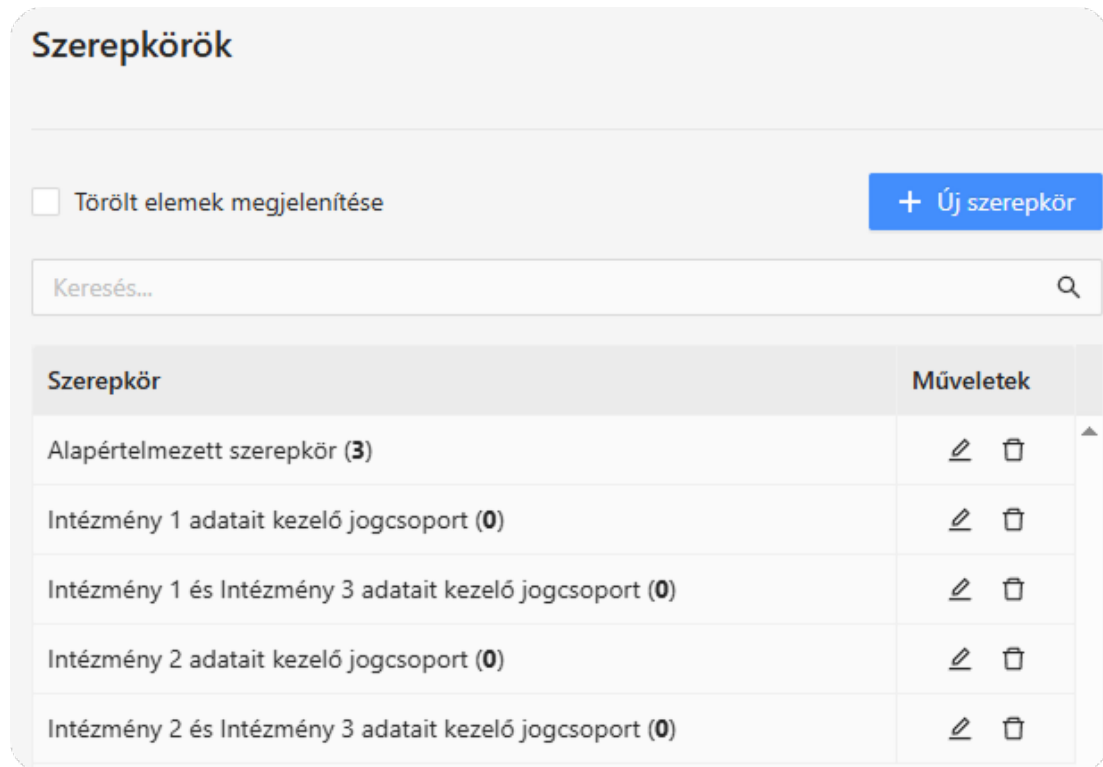 Szerepkörök
Törölt elemek megjelenítése
+ Új szerepkör
Keresés...
Szerepkör Műveletek
Alapértelmezett szerepkör (3)
Intézmény 1 adatait kezelő jogcsoport (0)
Intézmény 1 és Intézmény 3 adatait kezelő jogcsoport (0)
Intézmény 2 adatait kezelő jogcsoport (0)
Intézmény 2 és Intézmény 3 adatait kezelő jogcsoport (0)